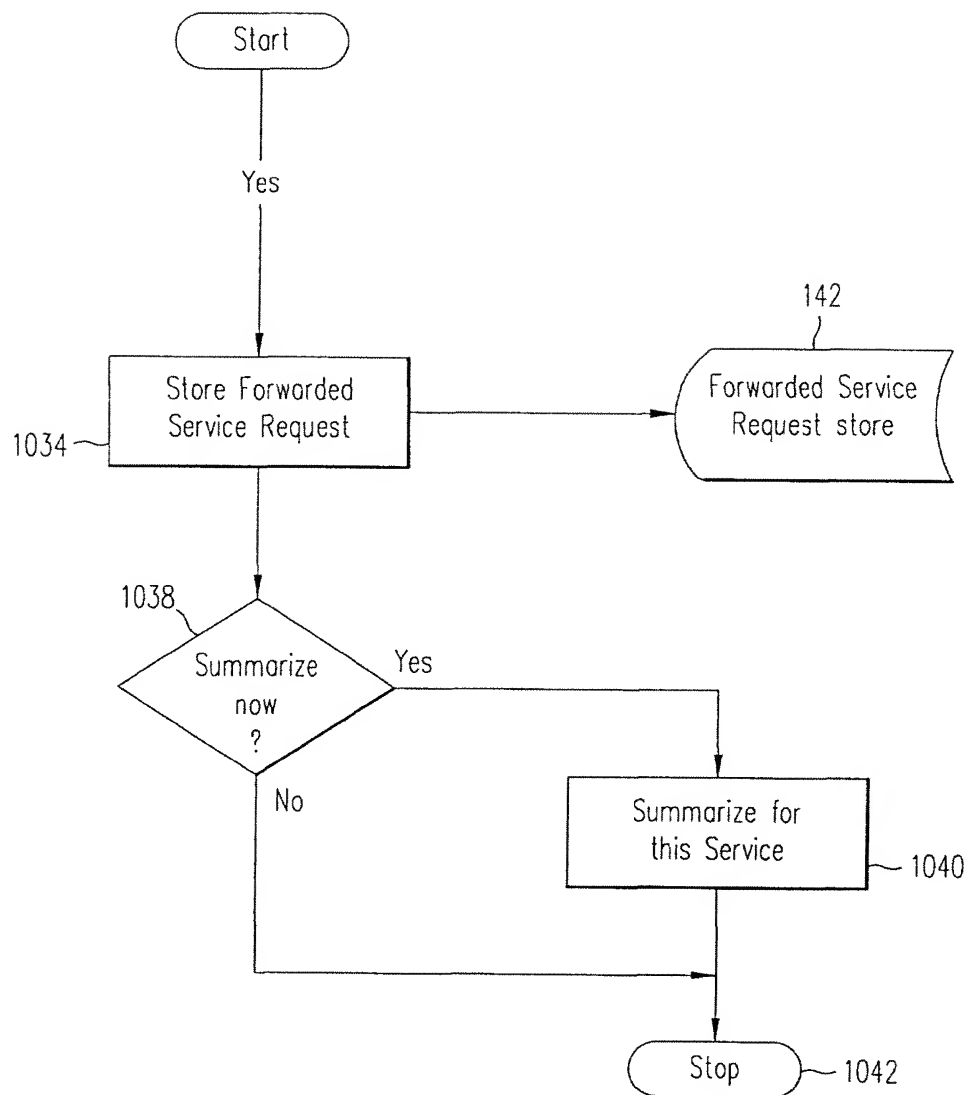 Start
Yes
142
Store Forwarded
Service Request
1034
Forwarded Service
Request store
1038
Summarize
now
?
Yes
No
Summarize for
this Service
1040
Stop
1042